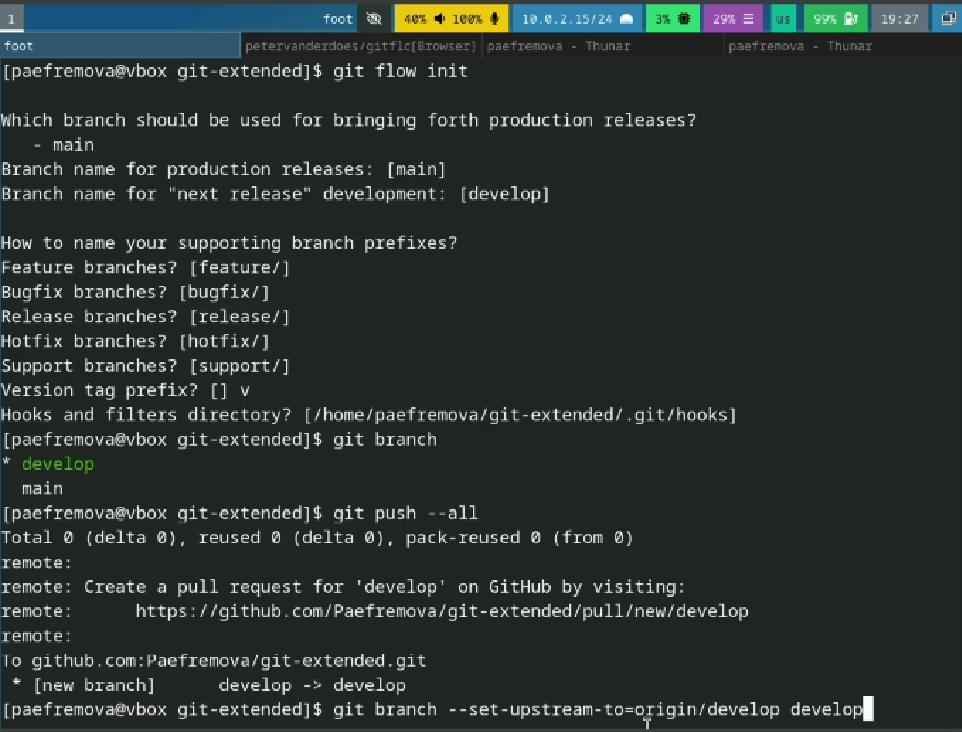 1 foot 40% 100% 10.0.2.15/24 3% 29% us 99% 19:27
foot petervanderdoes/gitflc[Browser] paefremova - Thunar paefremova - Thunar
[paefremova@vbox git-extended]$ git flow init
Which branch should be used for bringing forth production releases?
- main
Branch name for production releases: [main]
Branch name for "next release" development: [develop]
How to name your supporting branch prefixes?
Feature branches? [feature/]
Bugfix branches? [bugfix/]
Release branches? [release/]
Hotfix branches? [hotfix/]
Support branches? [support/]
Version tag prefix? [] v
Hooks and filters directory? [/home/paefremova/git-extended/.git/hooks]
[paefremova@vbox git-extended]$ git branch
* develop
main
[paefremova@vbox git-extended]$ git push --all
Total 0 (delta 0), reused 0 (delta 0), pack-reused 0 (from 0)
remote:
remote: Create a pull request for 'develop' on GitHub by visiting:
remote: https://github.com/Paefremova/git-extended/pull/new/develop
remote:
To github.com:Paefremova/git-extended.git
* [new branch] develop -> develop
[paefremova@vbox git-extended]$ git branch --set-upstream-to=origin/develop develop